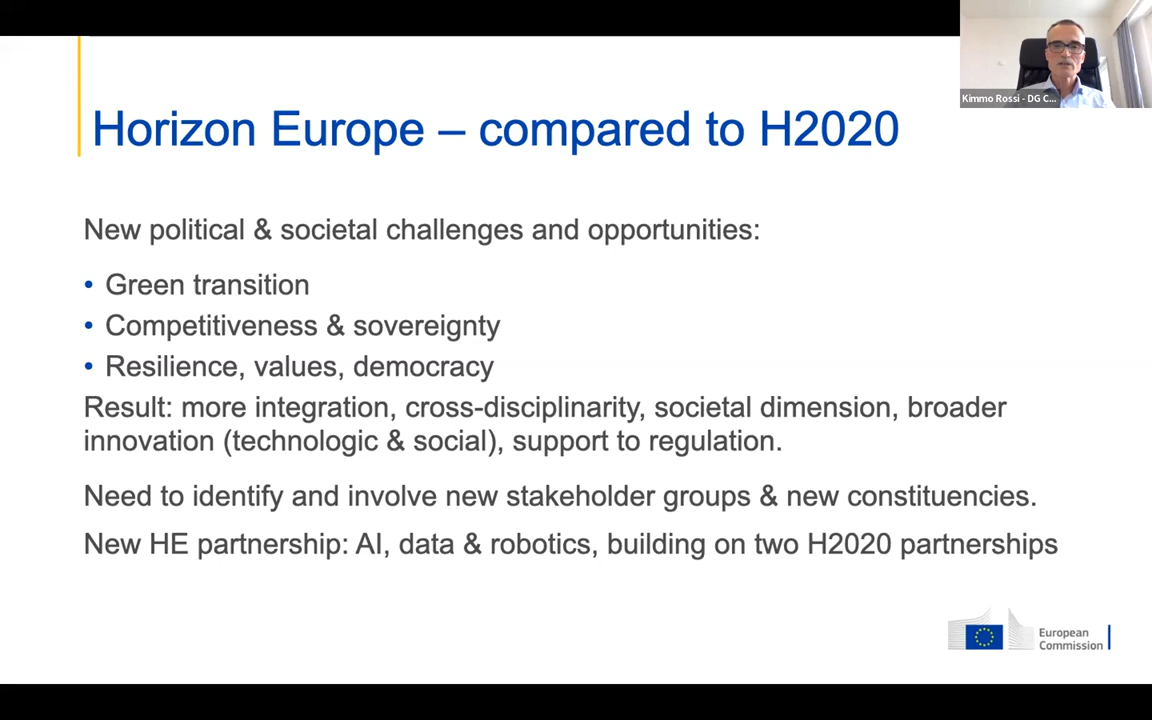 Kimmo Rossi - DG C...
Horizon Europe – compared to H2020
New political & societal challenges and opportunities:
• Green transition
• Competitiveness & sovereignty
• Resilience, values, democracy
Result: more integration, cross-disciplinarity, societal dimension, broader
innovation (technologic & social), support to regulation.
Need to identify and involve new stakeholder groups & new constituencies.
New HE partnership: AI, data & robotics, building on two H2020 partnerships
European
Commission